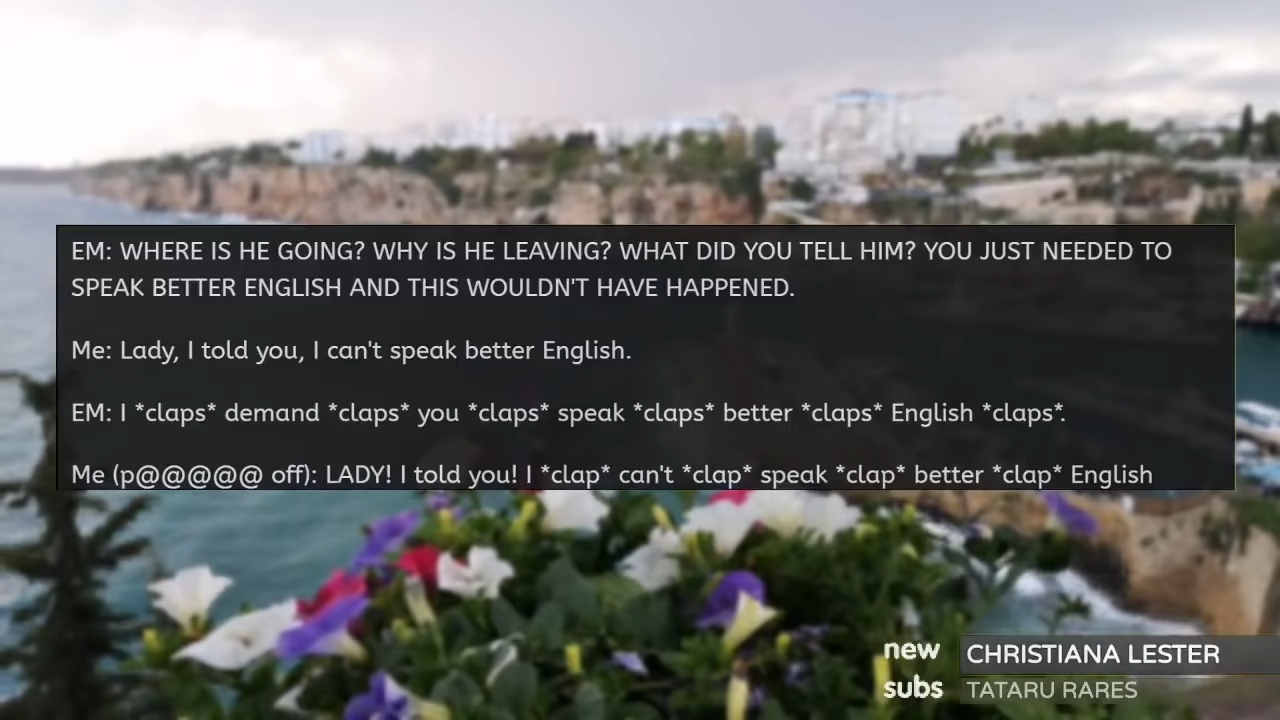 EM: WHERE IS HE GOING? WHY IS HE LEAVING? WHAT DID YOU TELL HIM? YOU JUST NEEDED TO
SPEAK BETTER ENGLISH AND THIS WOULDN'T HAVE HAPPENED.
Me: Lady, I told you, I can't speak better English.
EM: I *claps* demand *claps* you *claps* speak *claps* better *claps* English *claps*.
Me (p@@@@@ off): LADY! I told you! I *clap* can't *clap* speak *clap* better *clap* English
new CHRISTIANA LESTER
subs TATARU RARES